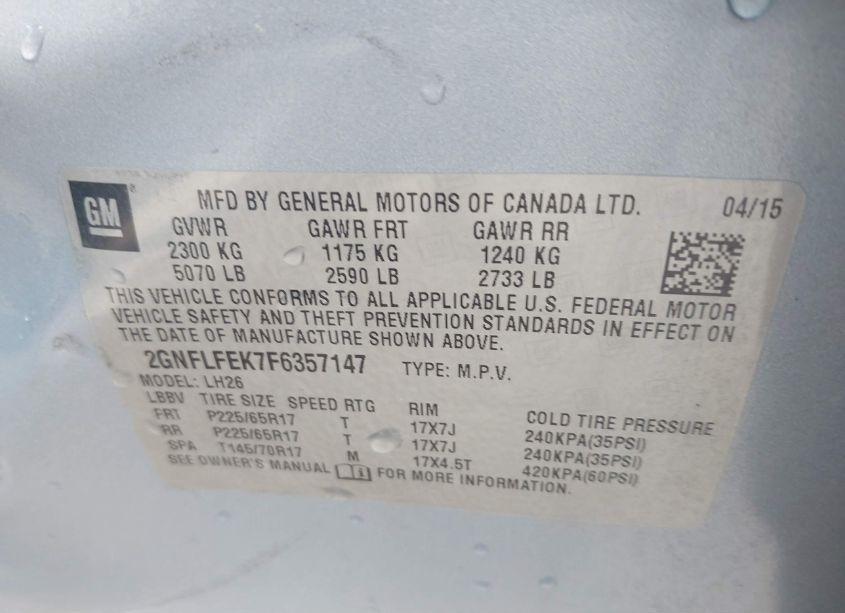 GM ®
MFD BY GENERAL MOTORS OF CANADA LTD. 04/15
GVWR GAWR FRT GAWR RR
2300 KG 1175 KG 1240 KG
5070 LB 2590 LB 2733 LB
THIS VEHICLE CONFORMS TO ALL APPLICABLE U.S. FEDERAL MOTOR
VEHICLE SAFETY AND THEFT PREVENTION STANDARDS IN EFFECT ON
THE DATE OF MANUFACTURE SHOWN ABOVE.
2GNFLFEK7F6357147 TYPE: M.P.V.
MODEL: LH26
LBBV TIRE SIZE SPEED RTG RIM COLD TIRE PRESSURE
FRT P225/65R17 T 17X7J 240KPA(35PSI)
RR P225/65R17 T 17X7J 240KPA(35PSI)
SPA T145/70R17 M 17X4.5T 420KPA(60PSI)
SEE OWNER'S MANUAL FOR MORE INFORMATION.